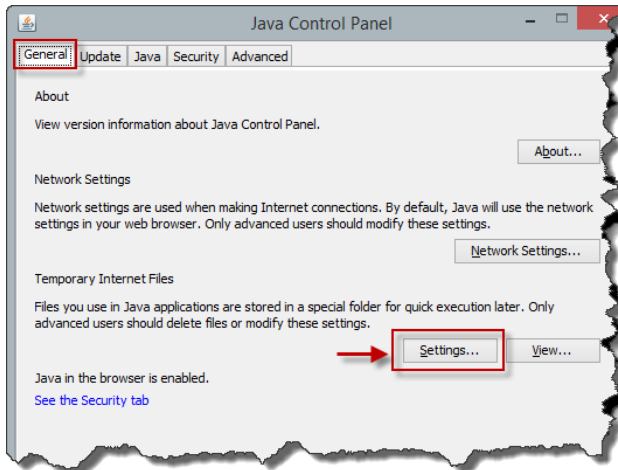 Java Control Panel
General Update Java Security Advanced
About
View version information about Java Control Panel.
About...
Network Settings
Network settings are used when making Internet connections. By default, Java will use the network
settings in your web browser. Only advanced users should modify these settings.
Network Settings...
Temporary Internet Files
Files you use in Java applications are stored in a special folder for quick execution later. Only
advanced users should delete files or modify these settings.
Settings... View...
Java in the browser is enabled.
See the Security tab